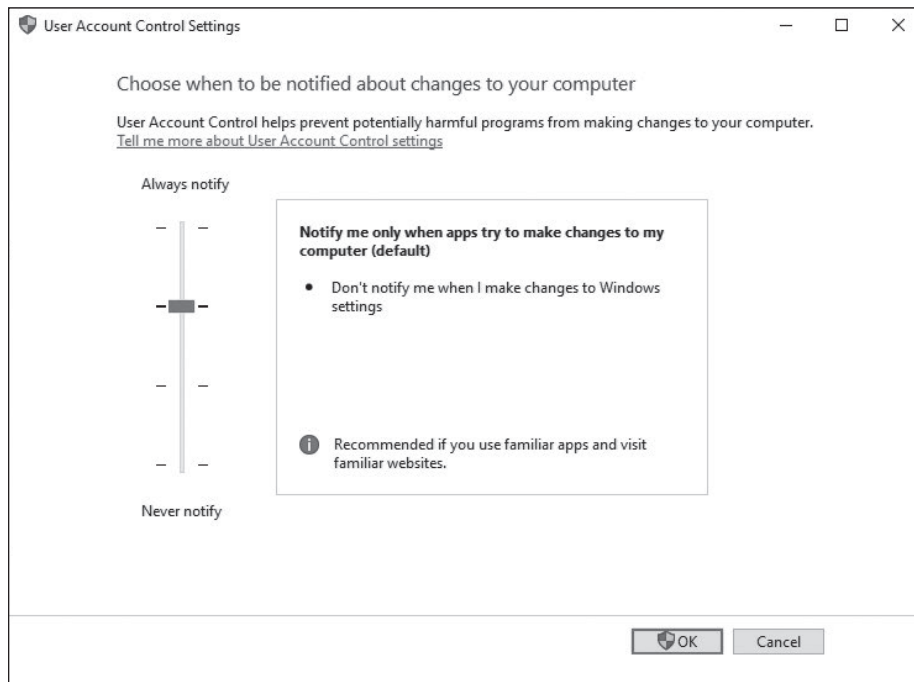 User Account Control Settings
Choose when to be notified about changes to your computer
User Account Control helps prevent potentially harmful programs from making changes to your computer.
Tell me more about User Account Control settings
Always notify
Notify me only when apps try to make changes to my
computer (default)
• Don't notify me when I make changes to Windows
settings
Recommended if you use familiar apps and visit
familiar websites.
Never notify
OK
Cancel